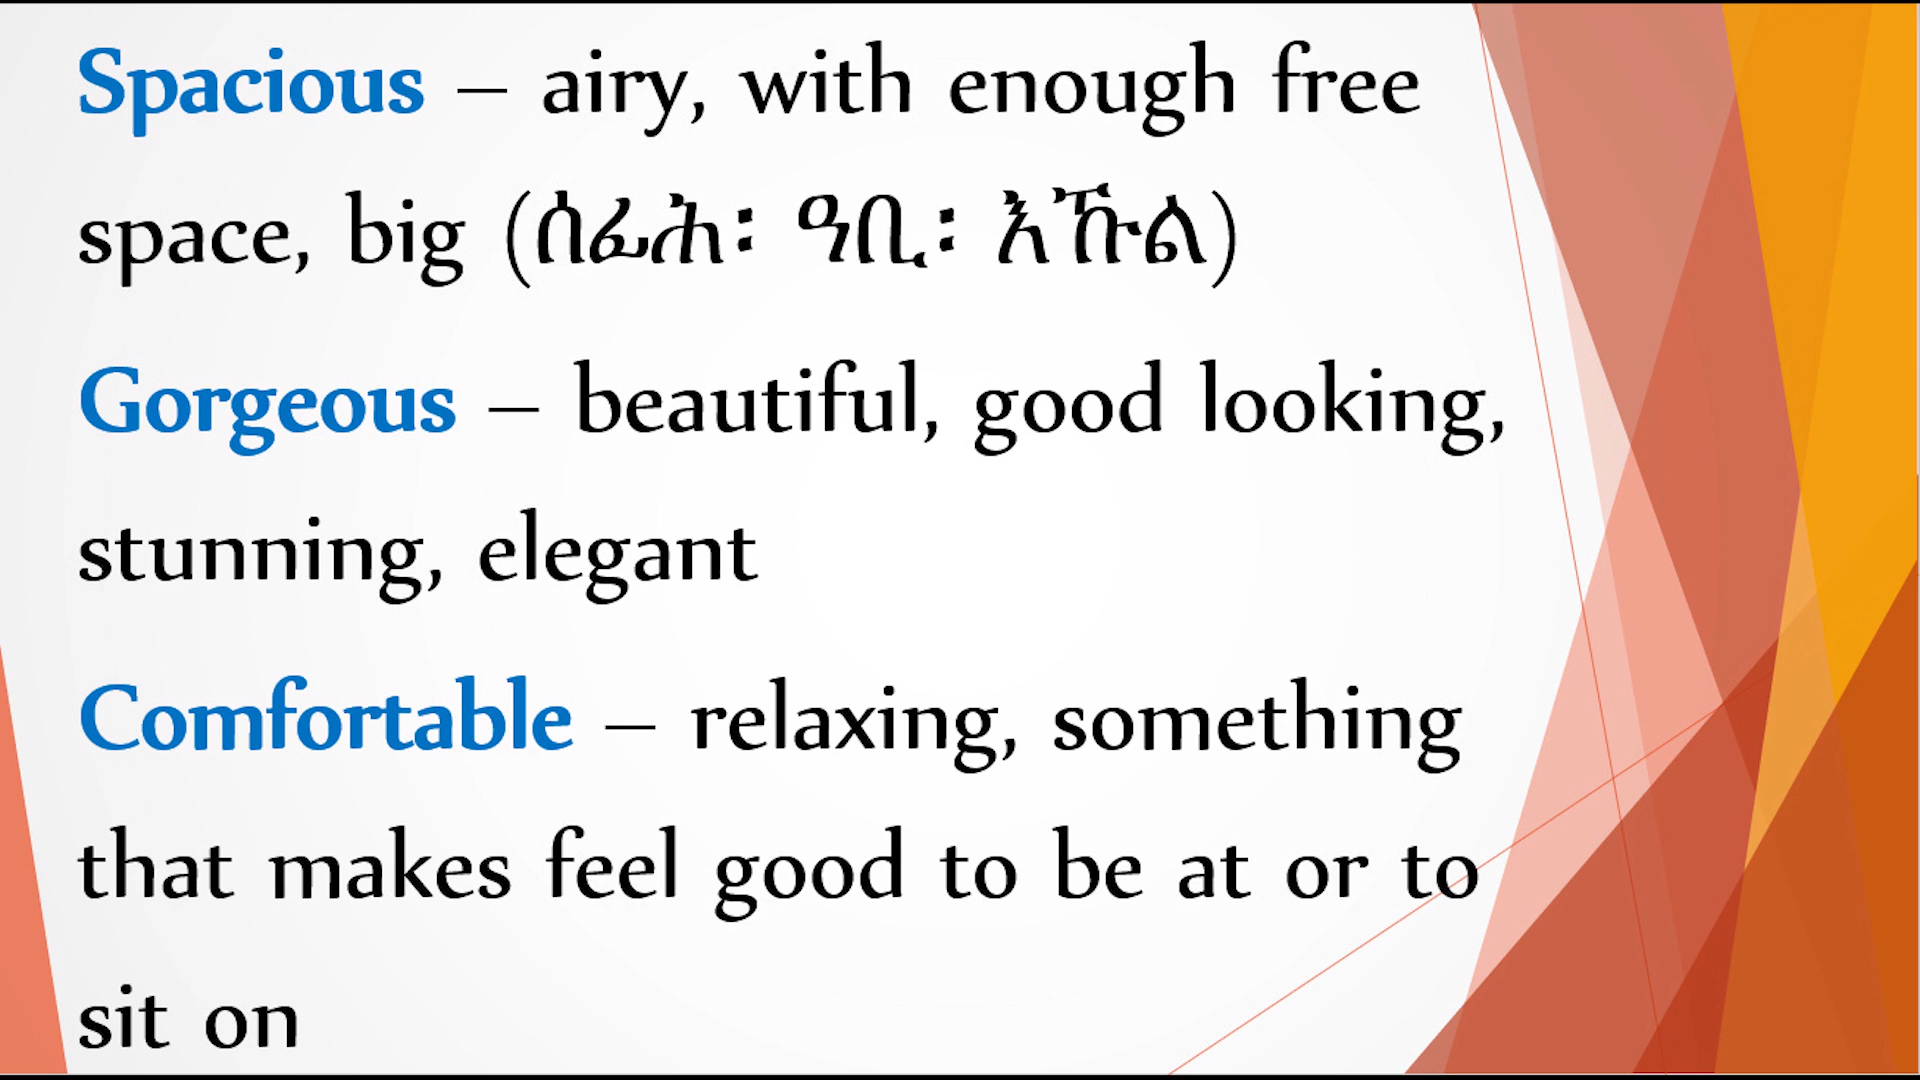 Spacious – airy, with enough free
space, big (ሰፊሕ፡ ዓቢ፡ እኹል)
Gorgeous – beautiful, good looking,
stunning, elegant
Comfortable – relaxing, something
that makes feel good to be at or to
sit on